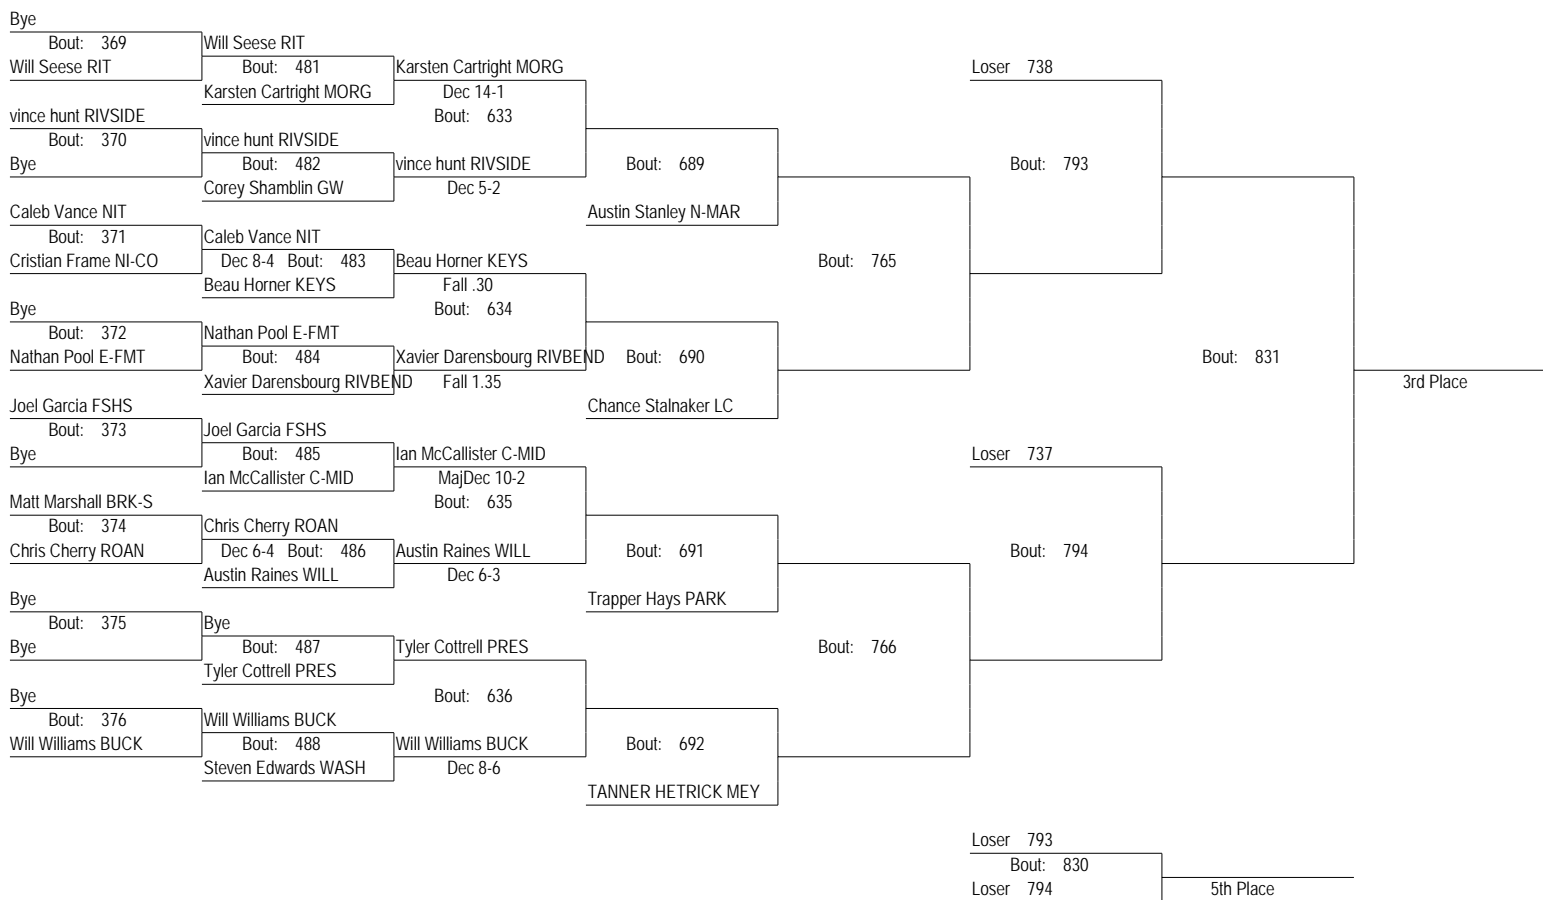 Bye
Bout: 369 Will Seese RIT
Will Seese RIT Bout: 481 Karsten Cartright MORG Loser 738
Karsten Cartright MORG Dec 14-1
vince hunt RIVSIDE Bout: 633
Bout: 370 vince hunt RIVSIDE
Bye Bout: 482 vince hunt RIVSIDE Bout: 689 Bout: 793
Corey Shamblin GW Dec 5-2
Caleb Vance NIT Austin Stanley N-MAR
Bout: 371 Caleb Vance NIT
Cristian Frame NI-CO Dec 8-4 Bout: 483 Beau Horner KEYS Bout: 765
Beau Horner KEYS Fall .30
Bye Bout: 634
Bout: 372 Nathan Pool E-FMT
Nathan Pool E-FMT Bout: 484 Xavier Darensbourg RIVBEND Bout: 690 Bout: 831
Xavier Darensbourg RIVBEND Fall 1.35 3rd Place
Joel Garcia FSHS Chance Stalnaker LC
Bout: 373 Joel Garcia FSHS
Bye Bout: 485 Ian McCallister C-MID Loser 737
Ian McCallister C-MID MajDec 10-2
Matt Marshall BRK-S Bout: 635
Bout: 374 Chris Cherry ROAN
Chris Cherry ROAN Dec 6-4 Bout: 486 Austin Raines WILL Bout: 691 Bout: 794
Austin Raines WILL Dec 6-3
Bye Trapper Hays PARK
Bout: 375 Bye
Bye Bout: 487 Tyler Cottrell PRES Bout: 766
Tyler Cottrell PRES
Bye Bout: 636
Bout: 376 Will Williams BUCK
Will Williams BUCK Bout: 488 Will Williams BUCK Bout: 692
Steven Edwards WASH Dec 8-6
TANNER HETRICK MEY
Loser 793
Bout: 830
Loser 794 5th Place